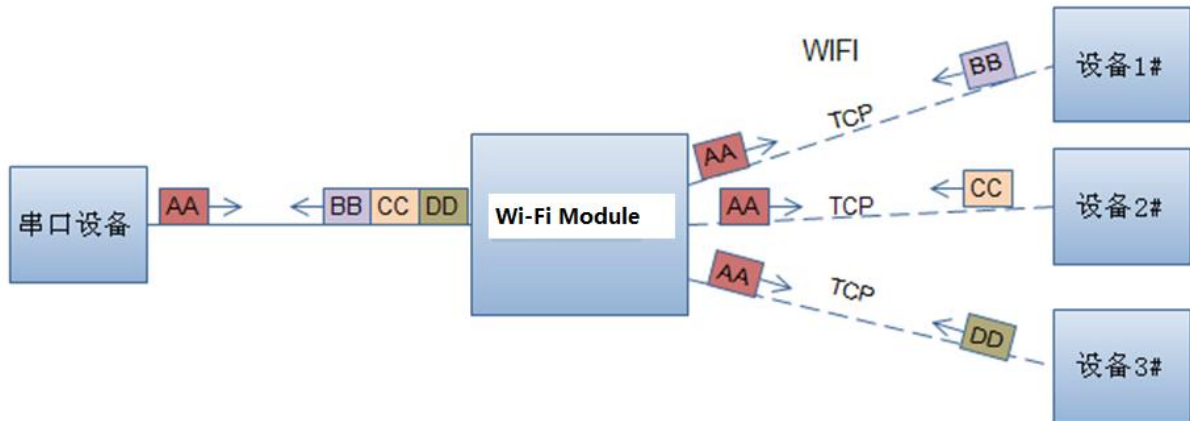 WIFI
BB
设备1#
TCP
AA
串口设备
AA
BB CC DD
Wi-Fi Module
AA
TCP
CC
设备2#
AA
TCP
DD
设备3#